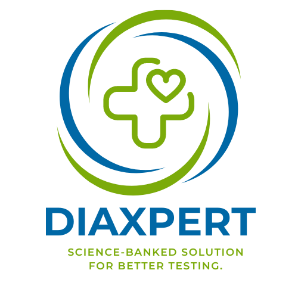 DIAXPERT
SCIENCE-BANKED SOLUTION
FOR BETTER TESTING.